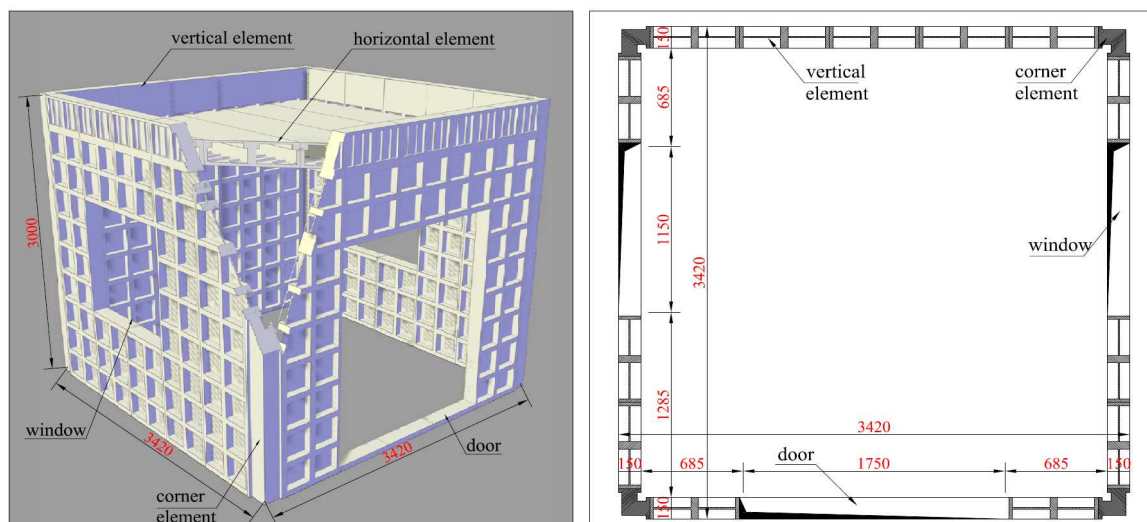 vertical element
horizontal element
3000
window
3420
corner
element
3420
door
150
vertical
element
corner
element
685
1150
3420
window
1285
3420
150
685
door
1750
685
150
150